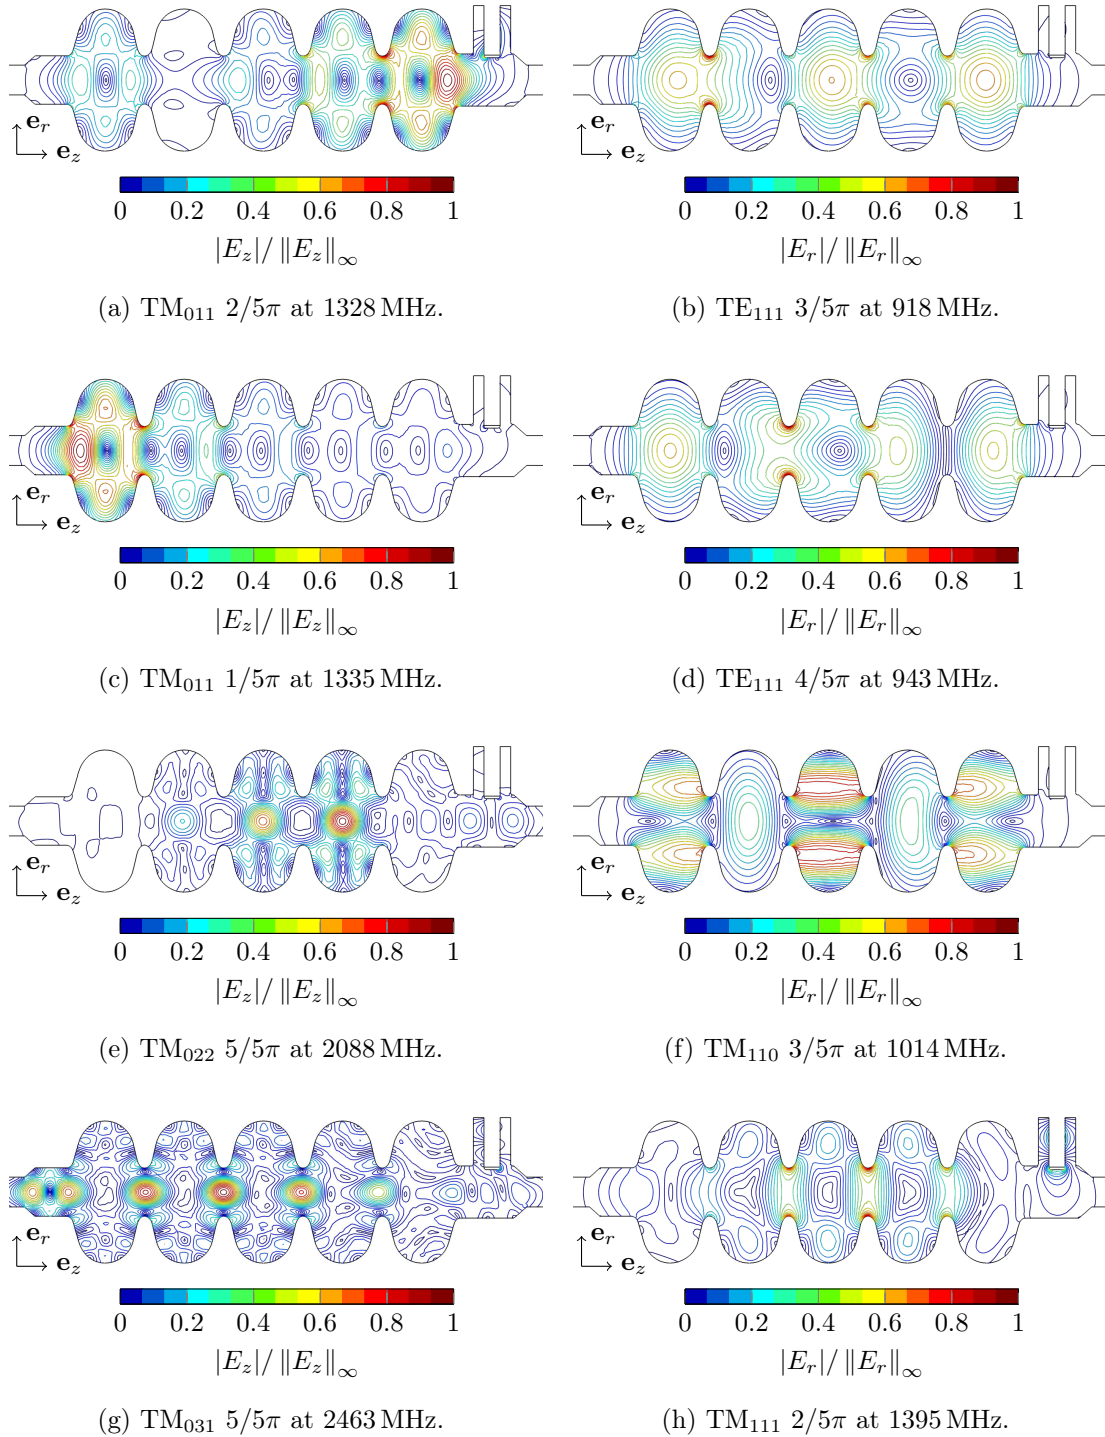 e_r e_z
0 0.2 0.4 0.6 0.8 1
|E_z|/ ‖E_z‖_∞
(a) TM_011 2/5π at 1328 MHz.
e_r e_z
0 0.2 0.4 0.6 0.8 1
|E_r|/ ‖E_r‖_∞
(b) TE_111 3/5π at 918 MHz.
e_r e_z
0 0.2 0.4 0.6 0.8 1
|E_z|/ ‖E_z‖_∞
(c) TM_011 1/5π at 1335 MHz.
e_r e_z
0 0.2 0.4 0.6 0.8 1
|E_r|/ ‖E_r‖_∞
(d) TE_111 4/5π at 943 MHz.
e_r e_z
0 0.2 0.4 0.6 0.8 1
|E_z|/ ‖E_z‖_∞
(e) TM_022 5/5π at 2088 MHz.
e_r e_z
0 0.2 0.4 0.6 0.8 1
|E_r|/ ‖E_r‖_∞
(f) TM_110 3/5π at 1014 MHz.
e_r e_z
0 0.2 0.4 0.6 0.8 1
|E_z|/ ‖E_z‖_∞
(g) TM_031 5/5π at 2463 MHz.
e_r e_z
0 0.2 0.4 0.6 0.8 1
|E_r|/ ‖E_r‖_∞
(h) TM_111 2/5π at 1395 MHz.